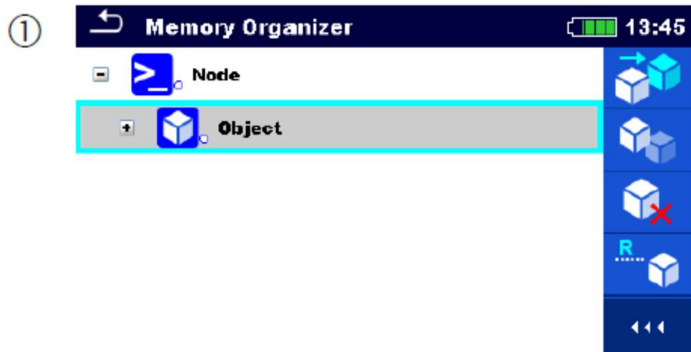 ①
Memory Organizer 13:45
>_ Node
Object
R